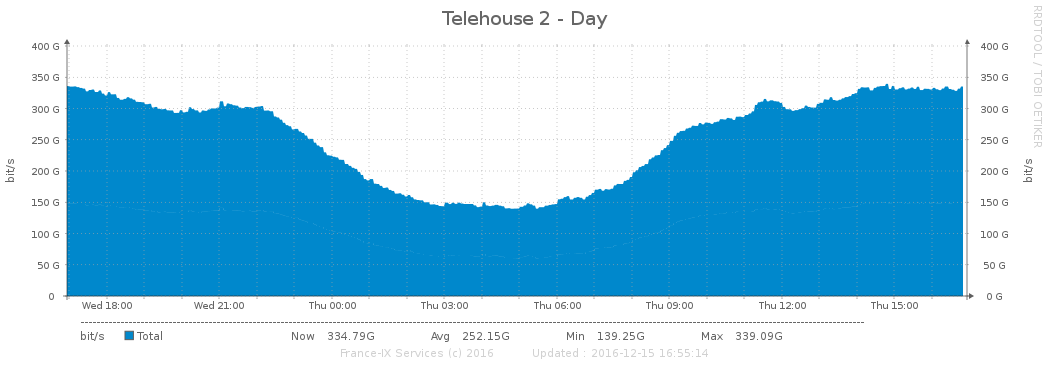 Telehouse 2 - Day
RRDTOOL / TOBI OETIKER
400 G 400 G
350 G 350 G
300 G 300 G
250 G 250 G
200 G 200 G
150 G 150 G
100 G 100 G
50 G 50 G
0 0 G
bit/s
bit/s
Wed 18:00 Wed 21:00 Thu 00:00 Thu 03:00 Thu 06:00 Thu 09:00 Thu 12:00 Thu 15:00
bit/s Total Now 334.79G Avg 252.15G Min 139.25G Max 339.09G
France-IX Services (c) 2016 Updated : 2016-12-15 16:55:14